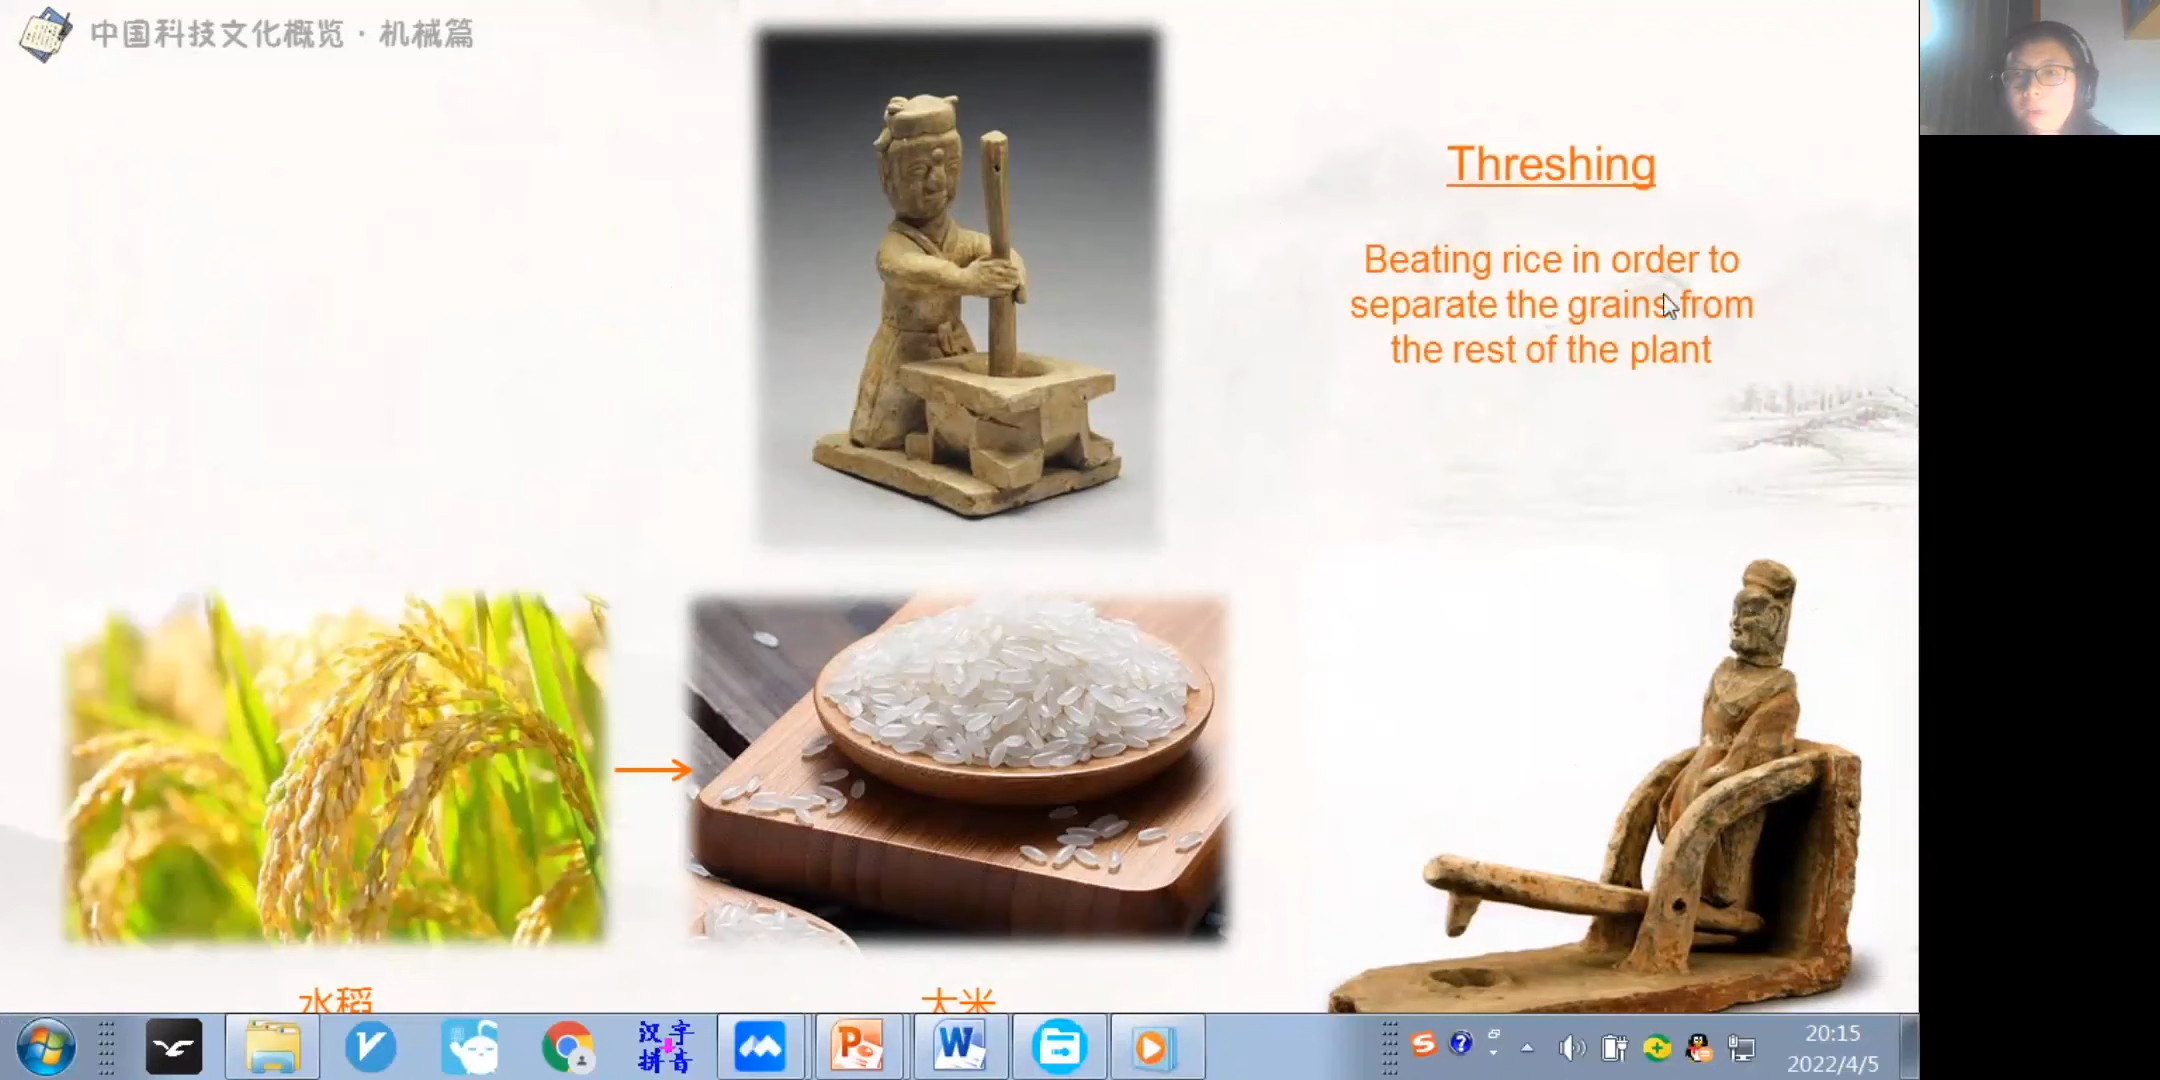 中国科技文化概览·机械篇
Threshing
Beating rice in order to
separate the grains from
the rest of the plant
水稻
大米
汉字
拼音
20:15
2022/4/5